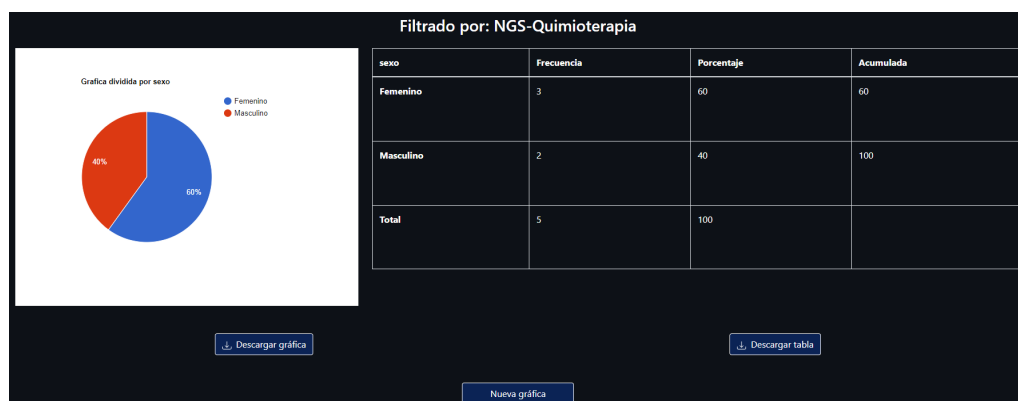 Filtrado por: NGS-Quimioterapia
Grafica dividida por sexo
Femenino
Masculino
40%
60%
sexo Frecuencia Porcentaje Acumulada
Femenino 3 60 60
Masculino 2 40 100
Total 5 100
Descargar gráfica
Descargar tabla
Nueva gráfica